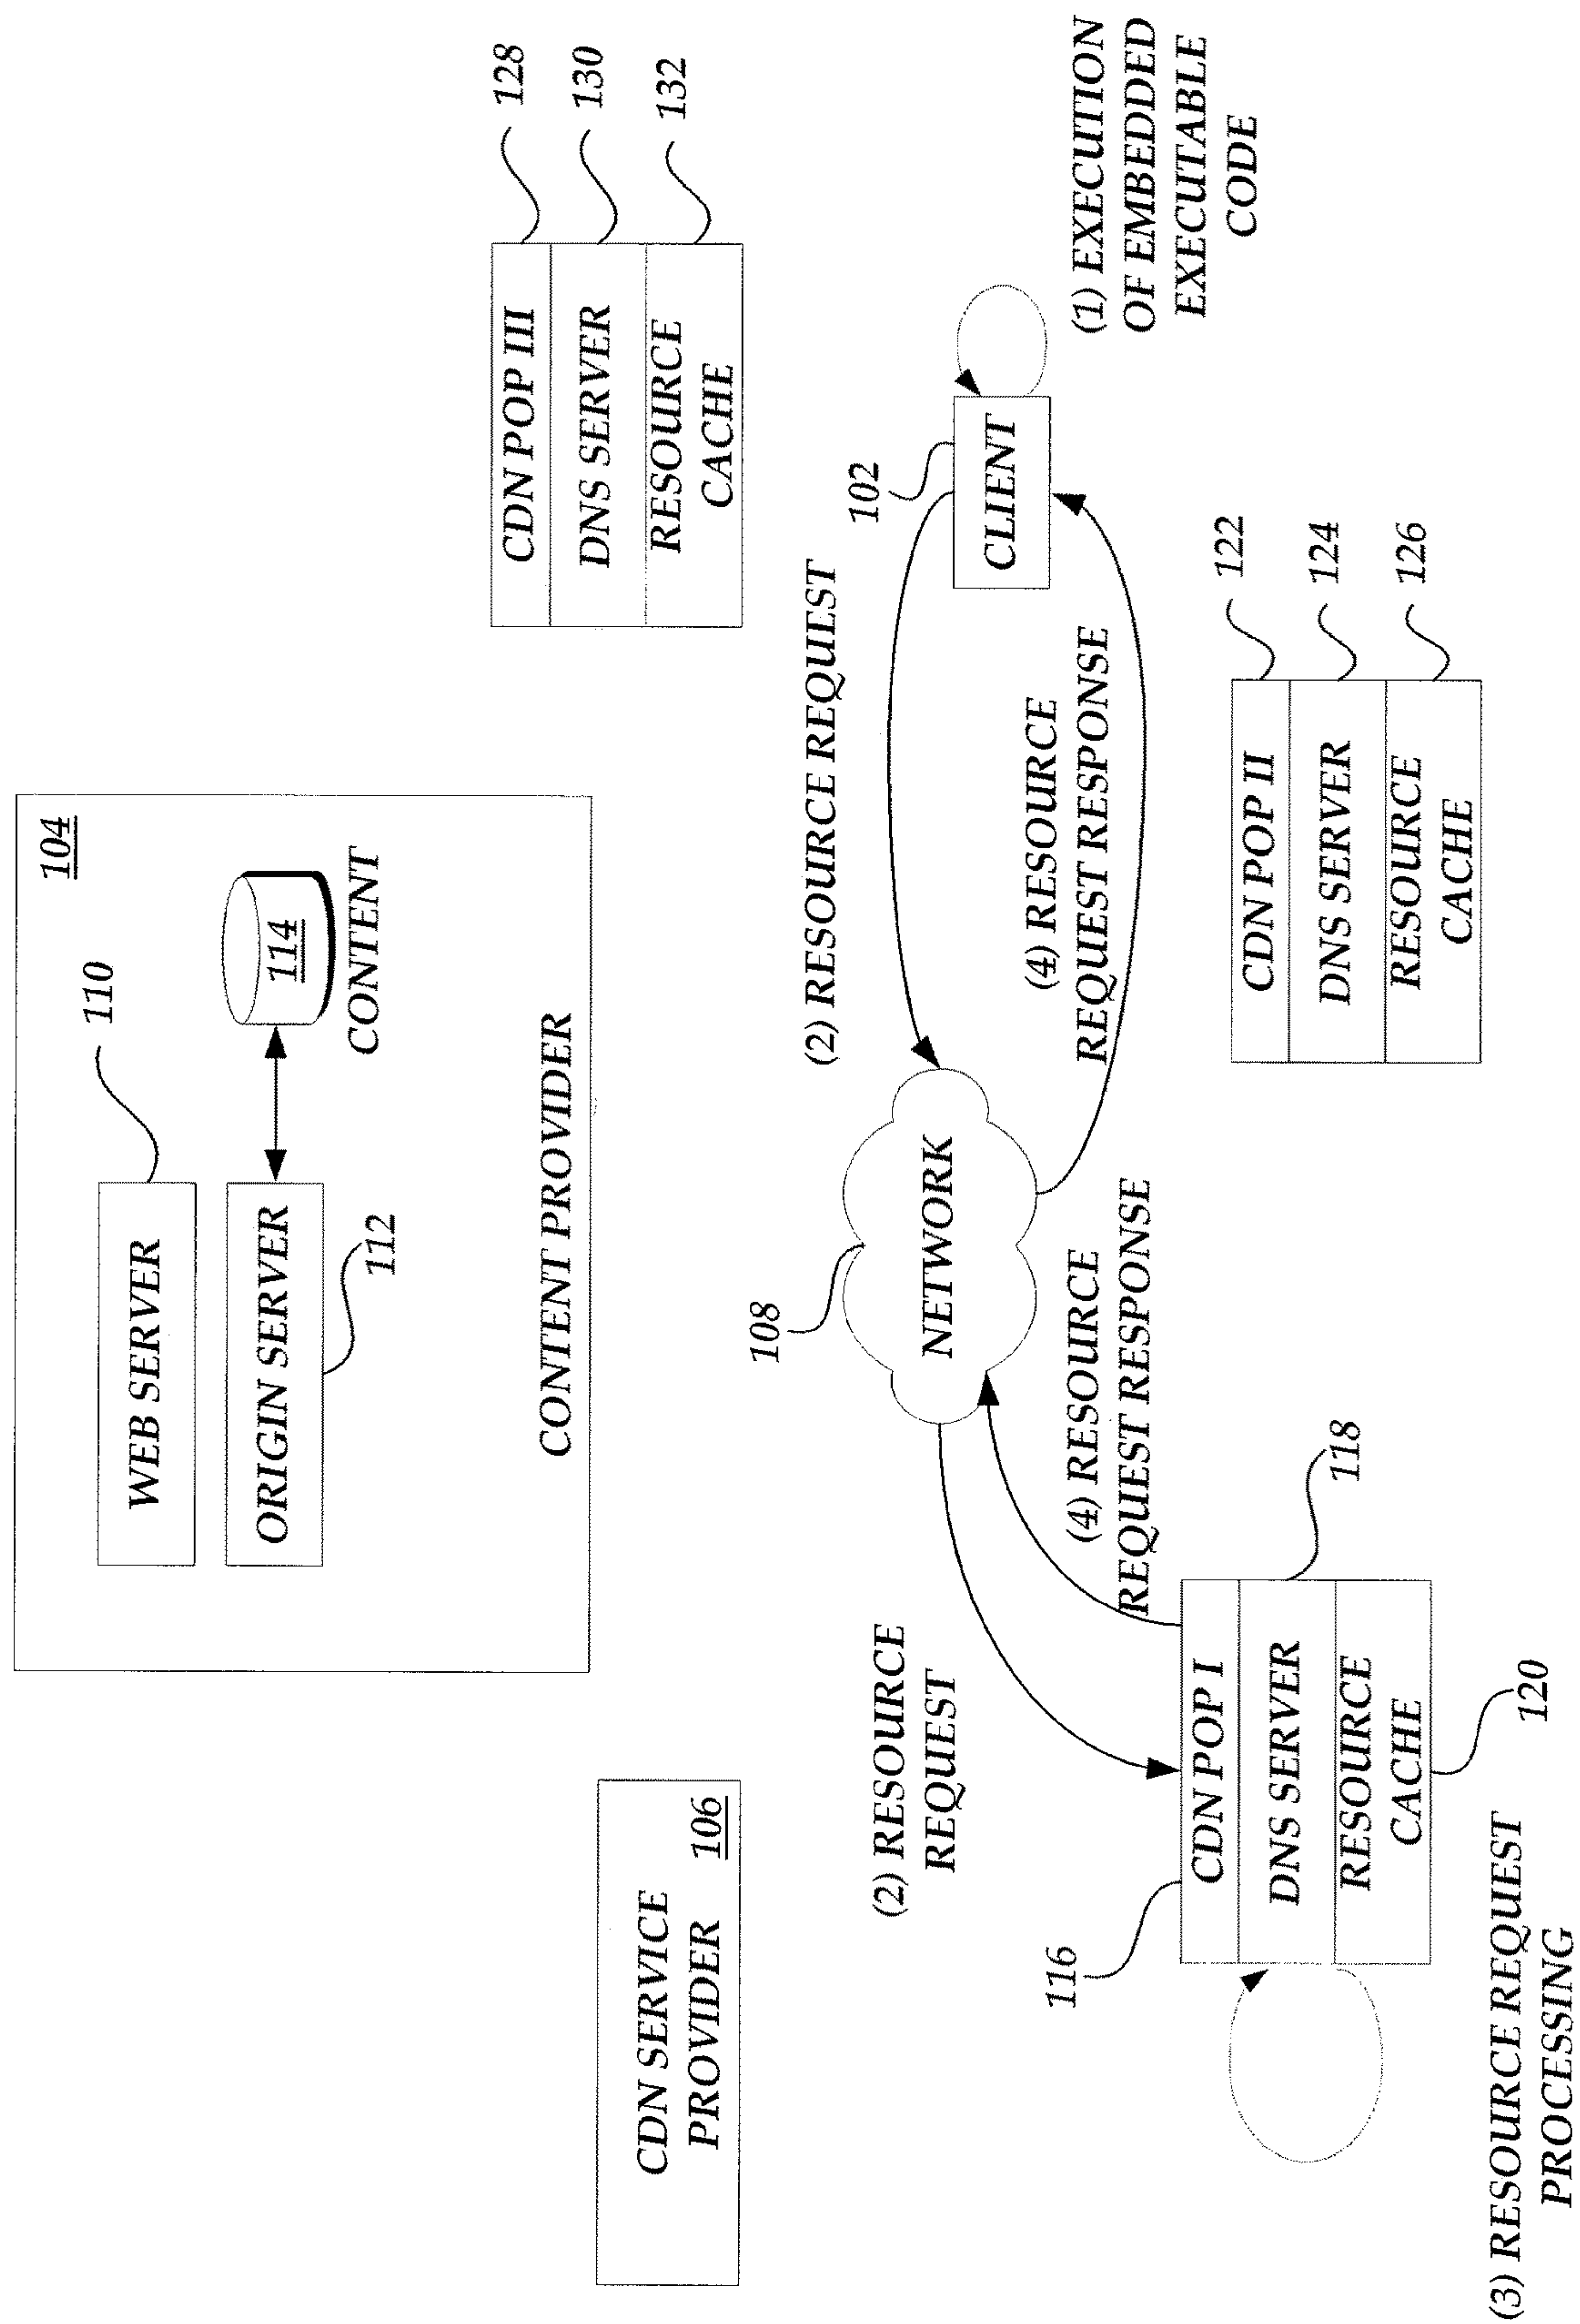 CDN SERVICE
PROVIDER
106
104
WEB SERVER
110
ORIGIN SERVER
112
114
CONTENT
CONTENT PROVIDER
CDN POP III
DNS SERVER
RESOURCE
CACHE
128
130
132
108
NETWORK
(2) RESOURCE REQUEST
102
CLIENT
(1) EXECUTION
OF EMBEDDED
EXECUTABLE
CODE
(2) RESOURCE
REQUEST
(4) RESOURCE
REQUEST RESPONSE
(4) RESOURCE
REQUEST RESPONSE
116
CDN POP I
DNS SERVER
RESOURCE
CACHE
118
120
(3) RESOURCE REQUEST
PROCESSING
CDN POP II
DNS SERVER
RESOURCE
CACHE
122
124
126